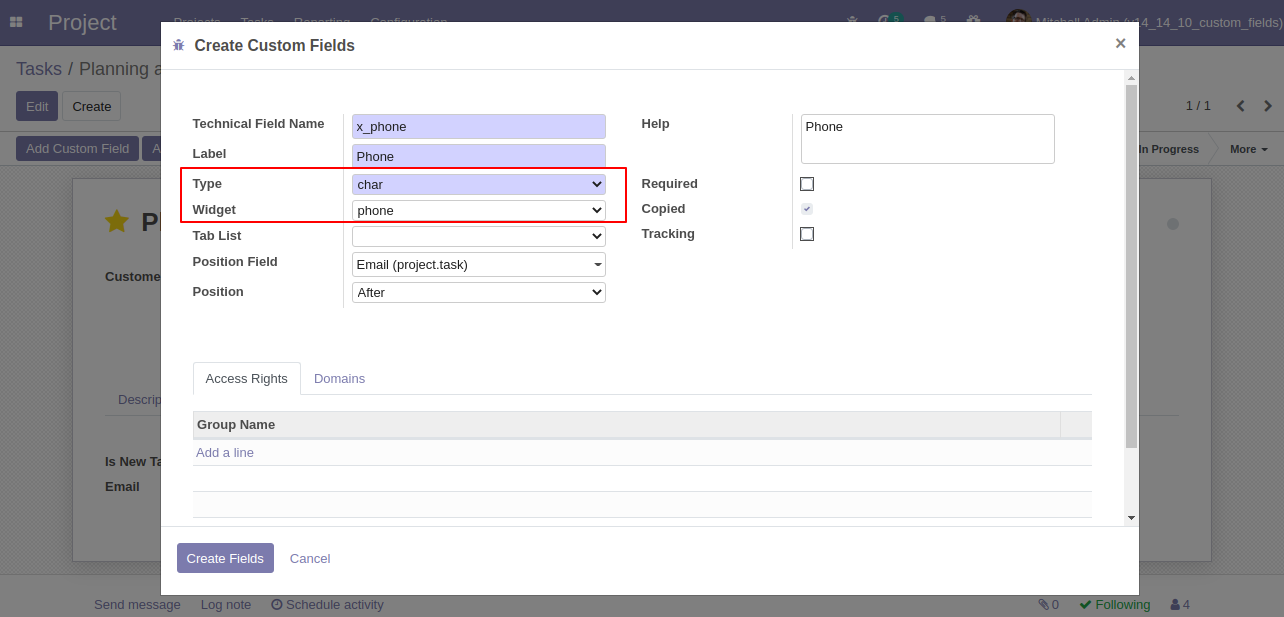 Project Projects Tasks Reporting Configuration 5 5 Mitchell Admin (v14_14_10_custom_fields)
Create Custom Fields ×
Tasks / Planning a
Edit Create 1 / 1
Add Custom Field A In Progress More
Technical Field Name x_phone
Label Phone
Type char
Widget phone
Tab List
Position Field Email (project.task)
Position After
Help Phone
Required
Copied
Tracking
Pl
Custome
Descrip
Is New Ta
Email
Access Rights Domains
Group Name
Add a line
Create Fields Cancel
Send message Log note Schedule activity 0 Following 4